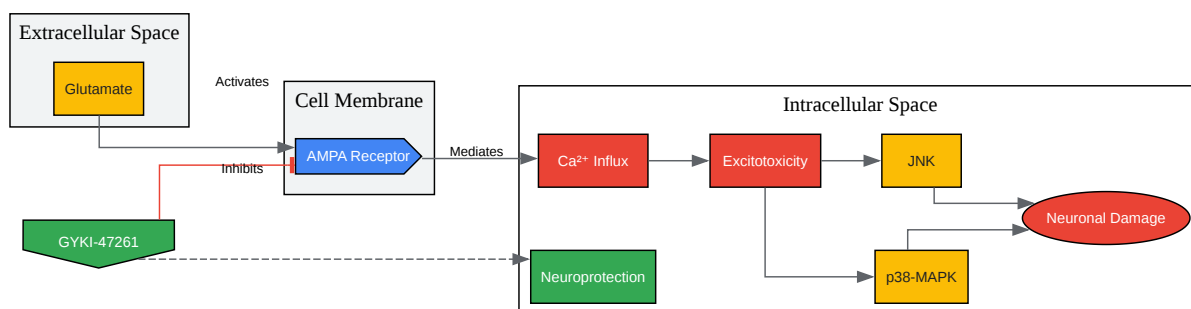 Extracellular Space
Glutamate
Activates
Cell Membrane
AMPA Receptor
Inhibits
Mediates
Intracellular Space
Ca²⁺ Influx
Excitotoxicity
JNK
Neuronal Damage
GYKI-47261
Neuroprotection
p38-MAPK